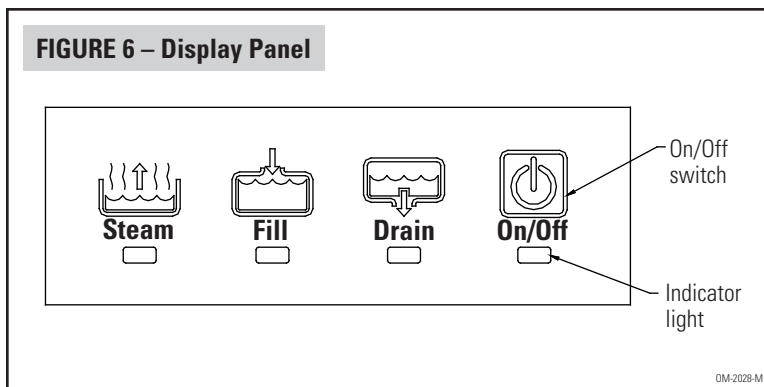 FIGURE 6 – Display Panel
Steam
Fill
Drain
On/Off
On/Off
switch
Indicator
light
OM-2028-M